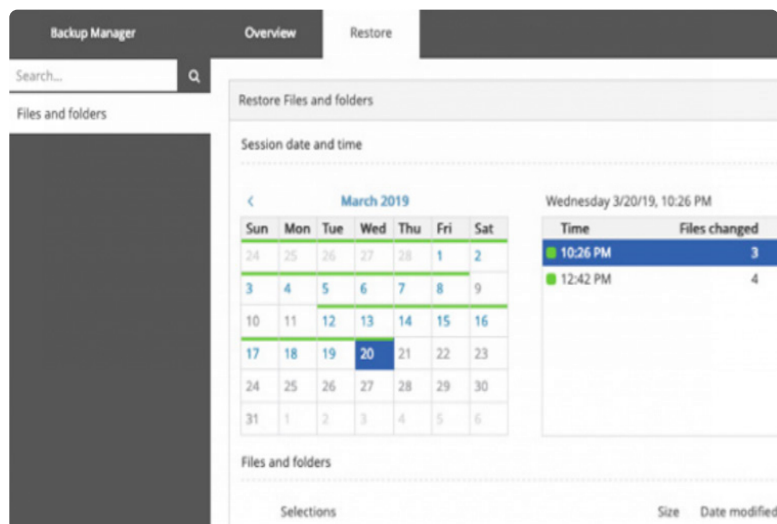 Backup Manager
Overview
Restore
Search...
Files and folders
Restore Files and folders
Session date and time
March 2019
Sun Mon Tue Wed Thu Fri Sat
24 25 26 27 28 1 2
3 4 5 6 7 8 9
10 11 12 13 14 15 16
17 18 19 20 21 22 23
24 25 26 27 28 29 30
31 1 2 3 4 5 6
Wednesday 3/20/19, 10:26 PM
Time Files changed
10:26 PM 3
12:42 PM 4
Files and folders
Selections Size Date modified